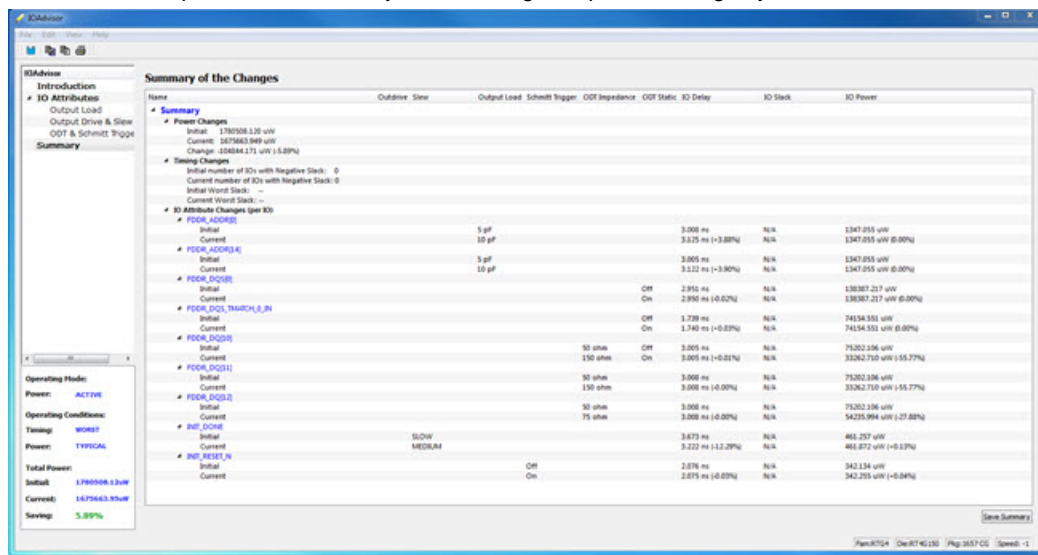 IOAdvisor
File Edit View Help
IOAdvisor
Introduction
IO Attributes
Output Load
Output Drive & Slew
ODT & Schmitt Trigge
Summary
Summary of the Changes
Name Outdrive Slew Output Load Schmitt Trigger ODT Impedance ODT Static IO Delay IO Slack IO Power
Summary
Power Changes
Initial: 1780508.120 uW
Current: 1675663.949 uW
Change: -104844.171 uW (-5.89%)
Timing Changes
Initial number of IOs with Negative Slack: 0
Current number of IOs with Negative Slack: 0
Initial Worst Slack: --
Current Worst Slack: --
IO Attribute Changes (per IO)
FDDR_ADDR[0]
Initial 5 pF 3.008 ns N/A 1347.055 uW
Current 10 pF 3.125 ns (+3.88%) N/A 1347.055 uW (0.00%)
FDDR_ADDR[14]
Initial 5 pF 3.005 ns N/A 1347.055 uW
Current 10 pF 3.122 ns (+3.90%) N/A 1347.055 uW (0.00%)
FDDR_DQS[0]
Initial Off 2.951 ns N/A 138387.217 uW
Current On 2.950 ns (-0.02%) N/A 138387.217 uW (0.00%)
FDDR_DQS_TMATCH_0_IN
Initial Off 1.739 ns N/A 74154.551 uW
Current On 1.740 ns (+0.03%) N/A 74154.551 uW (0.00%)
FDDR_DQ[10]
Initial 50 ohm Off 3.005 ns N/A 75202.106 uW
Current 150 ohm On 3.005 ns (+0.01%) N/A 33262.710 uW (-55.77%)
FDDR_DQ[11]
Initial 50 ohm 3.008 ns N/A 75202.106 uW
Current 150 ohm 3.008 ns (-0.00%) N/A 33262.710 uW (-55.77%)
FDDR_DQ[12]
Initial 50 ohm 3.008 ns N/A 75202.106 uW
Current 75 ohm 3.008 ns (-0.00%) N/A 54235.994 uW (-27.88%)
INIT_DONE
Initial SLOW 3.673 ns N/A 461.257 uW
Current MEDIUM 3.222 ns (-12.29%) N/A 461.872 uW (+0.13%)
INIT_RESET_N
Initial Off 2.076 ns N/A 342.134 uW
Current On 2.075 ns (-0.03%) N/A 342.255 uW (+0.04%)
Operating Mode:
Power: ACTIVE
Operating Conditions:
Timing: WORST
Power: TYPICAL
Total Power:
Initial: 1780508.12uW
Current: 1675663.95uW
Saving: 5.89%
Save Summary
Fam:RTG4 Die:RT4G150 Pkg:1657 CG Speed: -1